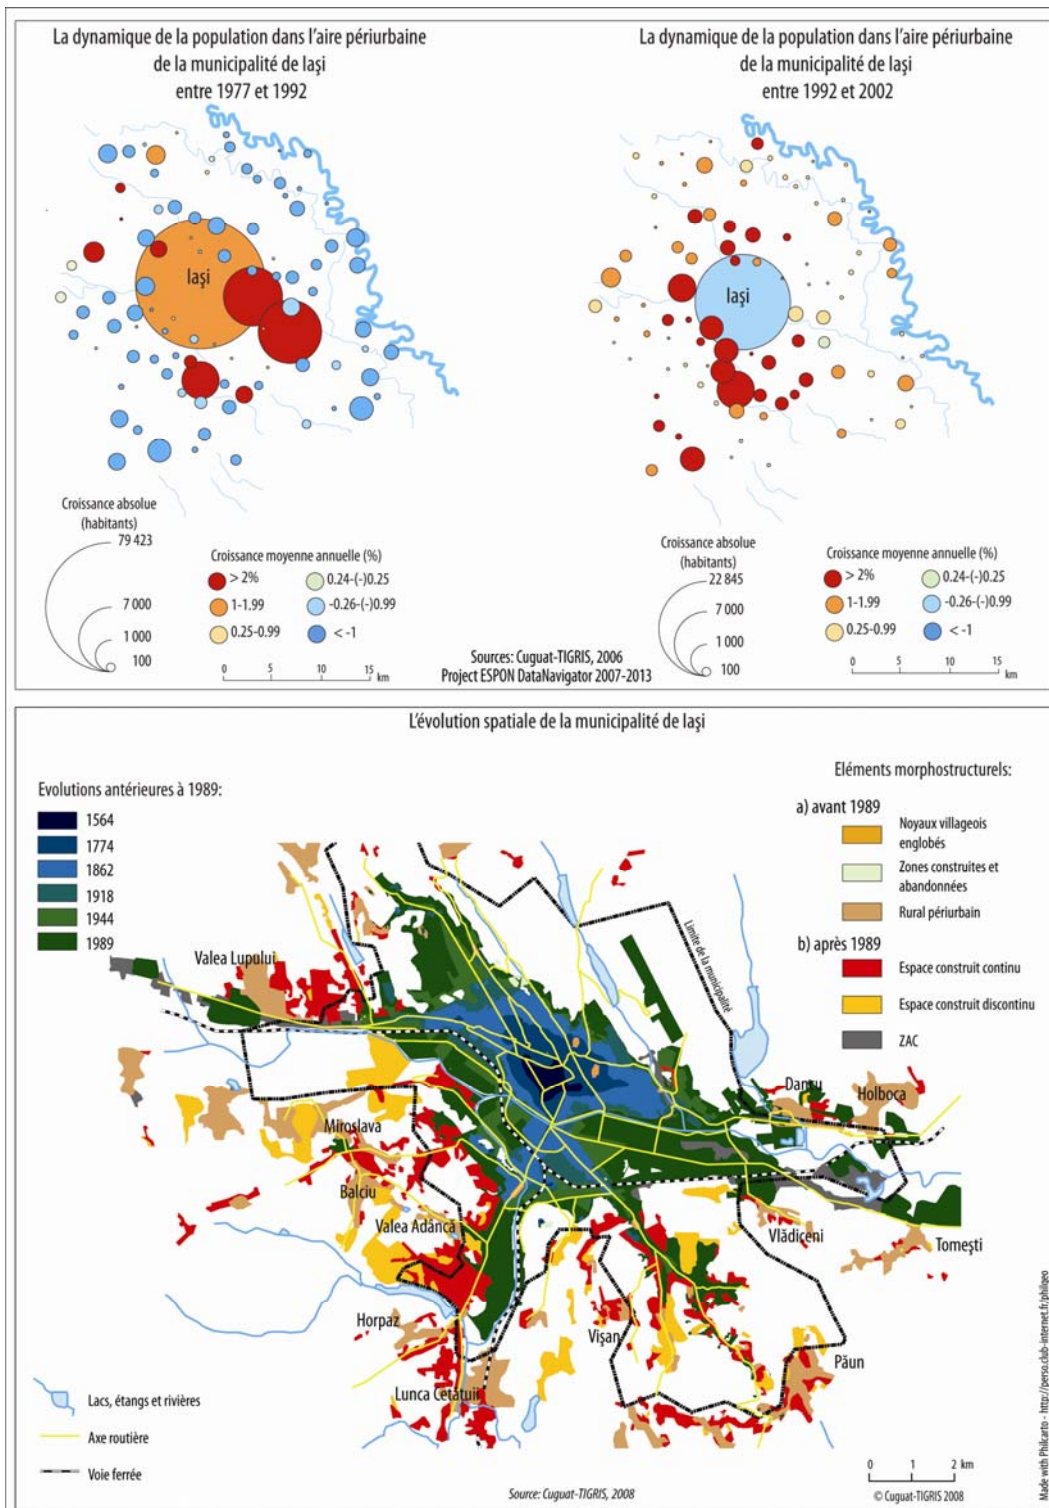 La dynamique de la population dans l'aire périurbaine
de la municipalité de Iaşi
entre 1977 et 1992
Iaşi
Croissance absolue
(habitants)
79 423
7 000
1 000
100
Croissance moyenne annuelle (%)
> 2%
1-1.99
0.25-0.99
0.24-(-)0.25
-0.26-(-)0.99
< -1
0 5 10 15
km
La dynamique de la population dans l'aire périurbaine
de la municipalité de Iaşi
entre 1992 et 2002
Iaşi
Croissance absolue
(habitants)
22 845
7 000
1 000
100
Croissance moyenne annuelle (%)
> 2%
1-1.99
0.25-0.99
0.24-(-)0.25
-0.26-(-)0.99
< -1
0 5 10 15
km
Sources: Cuguat-TIGRIS, 2006
Project ESPON DataNavigator 2007-2013
L'évolution spatiale de la municipalité de Iaşi
Evolutions antérieures à 1989:
1564
1774
1862
1918
1944
1989
Eléments morphostructurels:
a) avant 1989
Noyaux villageois
englobés
Zones construites et
abandonnées
Rural périurbain
b) après 1989
Espace construit continu
Espace construit discontinu
ZAC
Limite de la municipalité
Valea Lupului
Dancu
Holboca
Miroslava
Balciu
Valea Adâncă
Vlădiceni
Tomeşti
Horpaz
Vişan
Păun
Lunca Cetăţuii
Lacs, étangs et rivières
Axe routière
Voie ferrée
Source: Cuguat-TIGRIS, 2008
0 1 2 km
© Cuguat-TIGRIS 2008
Made with Philcarto - http://perso.club-internet.fr/philgeo